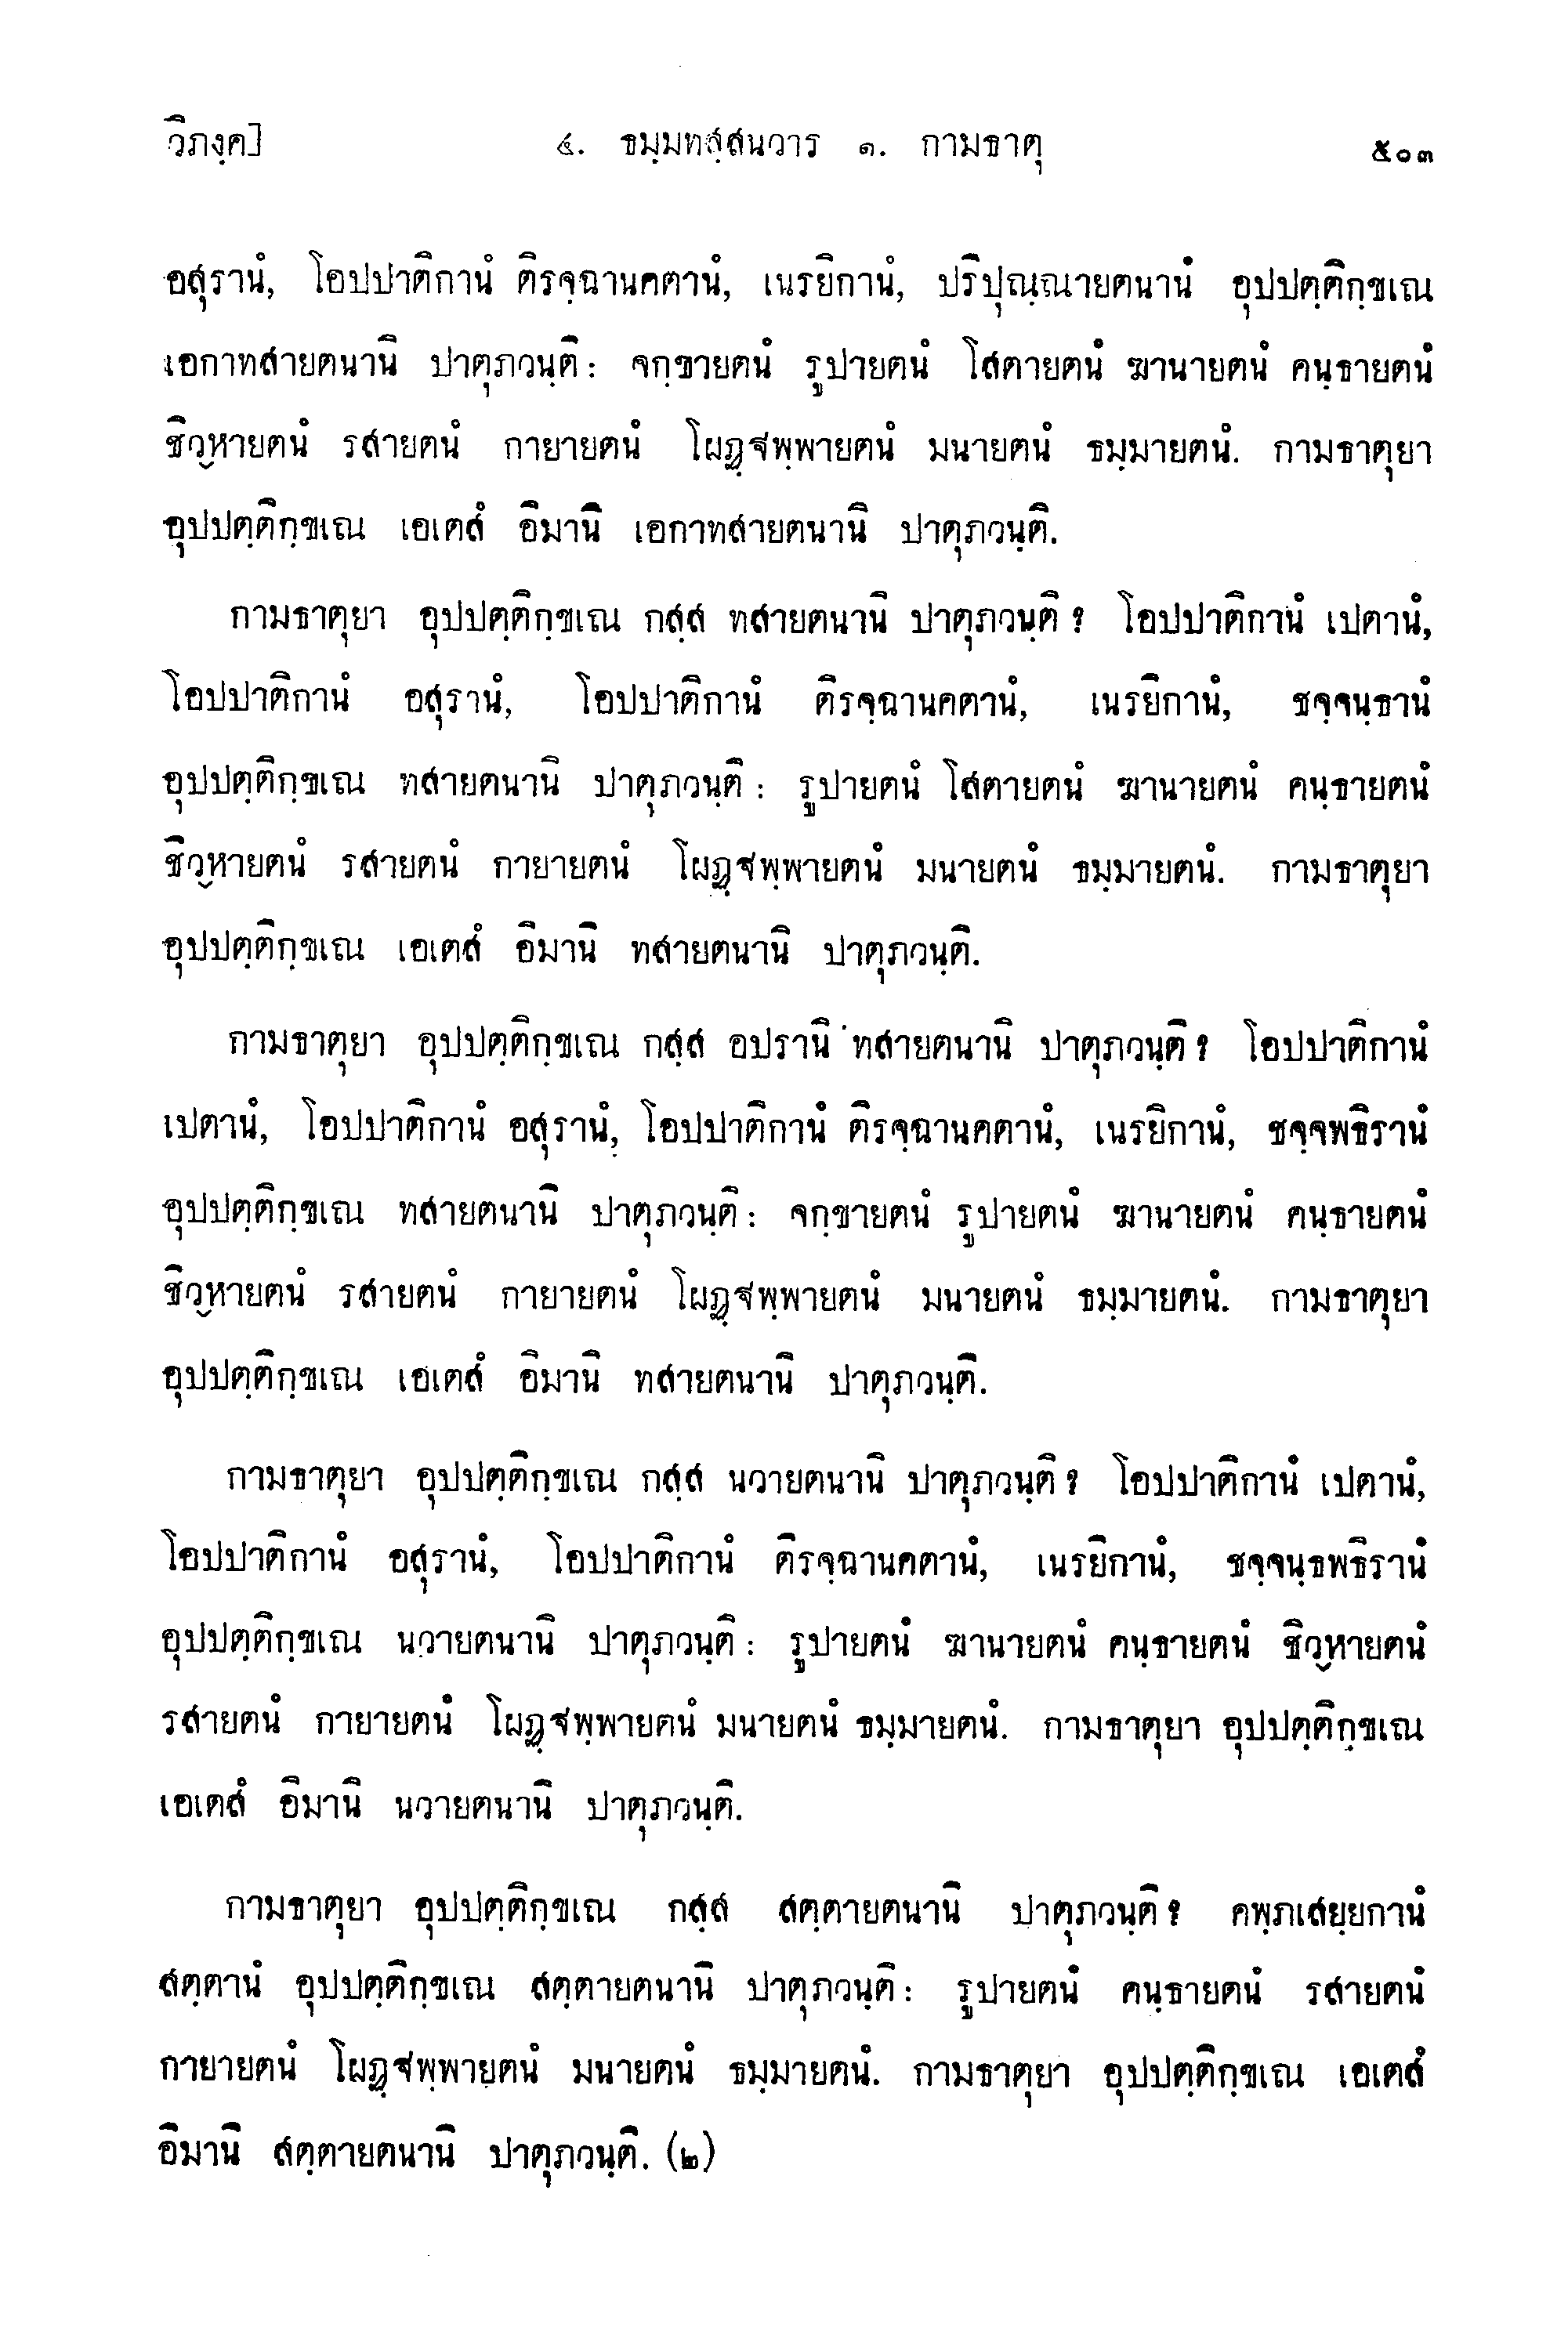 วิภงฺค]	๔. ธมฺมทสฺสนวาร ๑. กามธาตุ	๕๐๓
อสุรานํ, โอปปาติกานํ ติรจฺฉานคตานํ, เนรยิกานํ, ปริปุณฺณายตนานํ อุปปตฺติกฺขเณ
เอกาทสายตนานิ ปาตุภวนฺติ: จกฺขายตนํ รูปายตนํ โสตายตนํ ฆานายตนํ คนฺธายตนํ
ชิวฺหายตนํ รสายตนํ กายายตนํ โผฏฺฐพฺพายตนํ มนายตนํ ธมฺมายตนํ. กามธาตุยา
อุปปตฺติกฺขเณ เอเตสํ อิมานิ เอกาทสายตนานิ ปาตุภวนฺติ.
กามธาตุยา อุปปตฺติกฺขเณ กสฺส ทสายตนานิ ปาตุภวนฺติ? โอปปาติกานํ เปตานํ,
โอปปาติกานํ อสุรานํ, โอปปาติกานํ ติรจฺฉานคตานํ, เนรยิกานํ, ชจฺจนฺธานํ
อุปปตฺติกฺขเณ ทสายตนานิ ปาตุภวนฺติ: รูปายตนํ โสตายตนํ ฆานายตนํ คนฺธายตนํ
ชิวฺหายตนํ รสายตนํ กายายตนํ โผฏฺฐพฺพายตนํ มนายตนํ ธมฺมายตนํ. กามธาตุยา
อุปปตฺติกฺขเณ เอเตสํ อิมานิ ทสายตนานิ ปาตุภวนฺติ.
กามธาตุยา อุปปตฺติกฺขเณ กสฺส อปรานิ ทสายตนานิ ปาตุภวนฺติ? โอปปาติกานํ
เปตานํ, โอปปาติกานํ อสุรานํ, โอปปาติกานํ ติรจฺฉานคตานํ, เนรยิกานํ, ชจฺจพธิรานํ
อุปปตฺติกฺขเณ ทสายตนานิ ปาตุภวนฺติ: จกฺขายตนํ รูปายตนํ ฆานายตนํ คนฺธายตนํ
ชิวฺหายตนํ รสายตนํ กายายตนํ โผฏฺฐพฺพายตนํ มนายตนํ ธมฺมายตนํ. กามธาตุยา
อุปปตฺติกฺขเณ เอเตสํ อิมานิ ทสายตนานิ ปาตุภวนฺติ.
กามธาตุยา อุปปตฺติกฺขเณ กสฺส นวายตนานิ ปาตุภวนฺติ? โอปปาติกานํ เปตานํ,
โอปปาติกานํ อสุรานํ, โอปปาติกานํ ติรจฺฉานคตานํ, เนรยิกานํ, ชจฺจนฺธพธิรานํ
อุปปตฺติกฺขเณ นวายตนานิ ปาตุภวนฺติ: รูปายตนํ ฆานายตนํ คนฺธายตนํ ชิวฺหายตนํ
รสายตนํ กายายตนํ โผฏฺฐพฺพายตนํ มนายตนํ ธมฺมายตนํ. กามธาตุยา อุปปตฺติกฺขเณ
เอเตสํ อิมานิ นวายตนานิ ปาตุภวนฺติ.
กามธาตุยา อุปปตฺติกฺขเณ กสฺส สตฺตายตนานิ ปาตุภวนฺติ? คพฺภเสยฺยกานํ
สตฺตานํ อุปปตฺติกฺขเณ สตฺตายตนานิ ปาตุภวนฺติ: รูปายตนํ คนฺธายตนํ รสายตนํ
กายายตนํ โผฏฺฐพฺพายตนํ มนายตนํ ธมฺมายตนํ. กามธาตุยา อุปปตฺติกฺขเณ เอเตสํ
อิมานิ สตฺตายตนานิ ปาตุภวนฺติ. (๒)